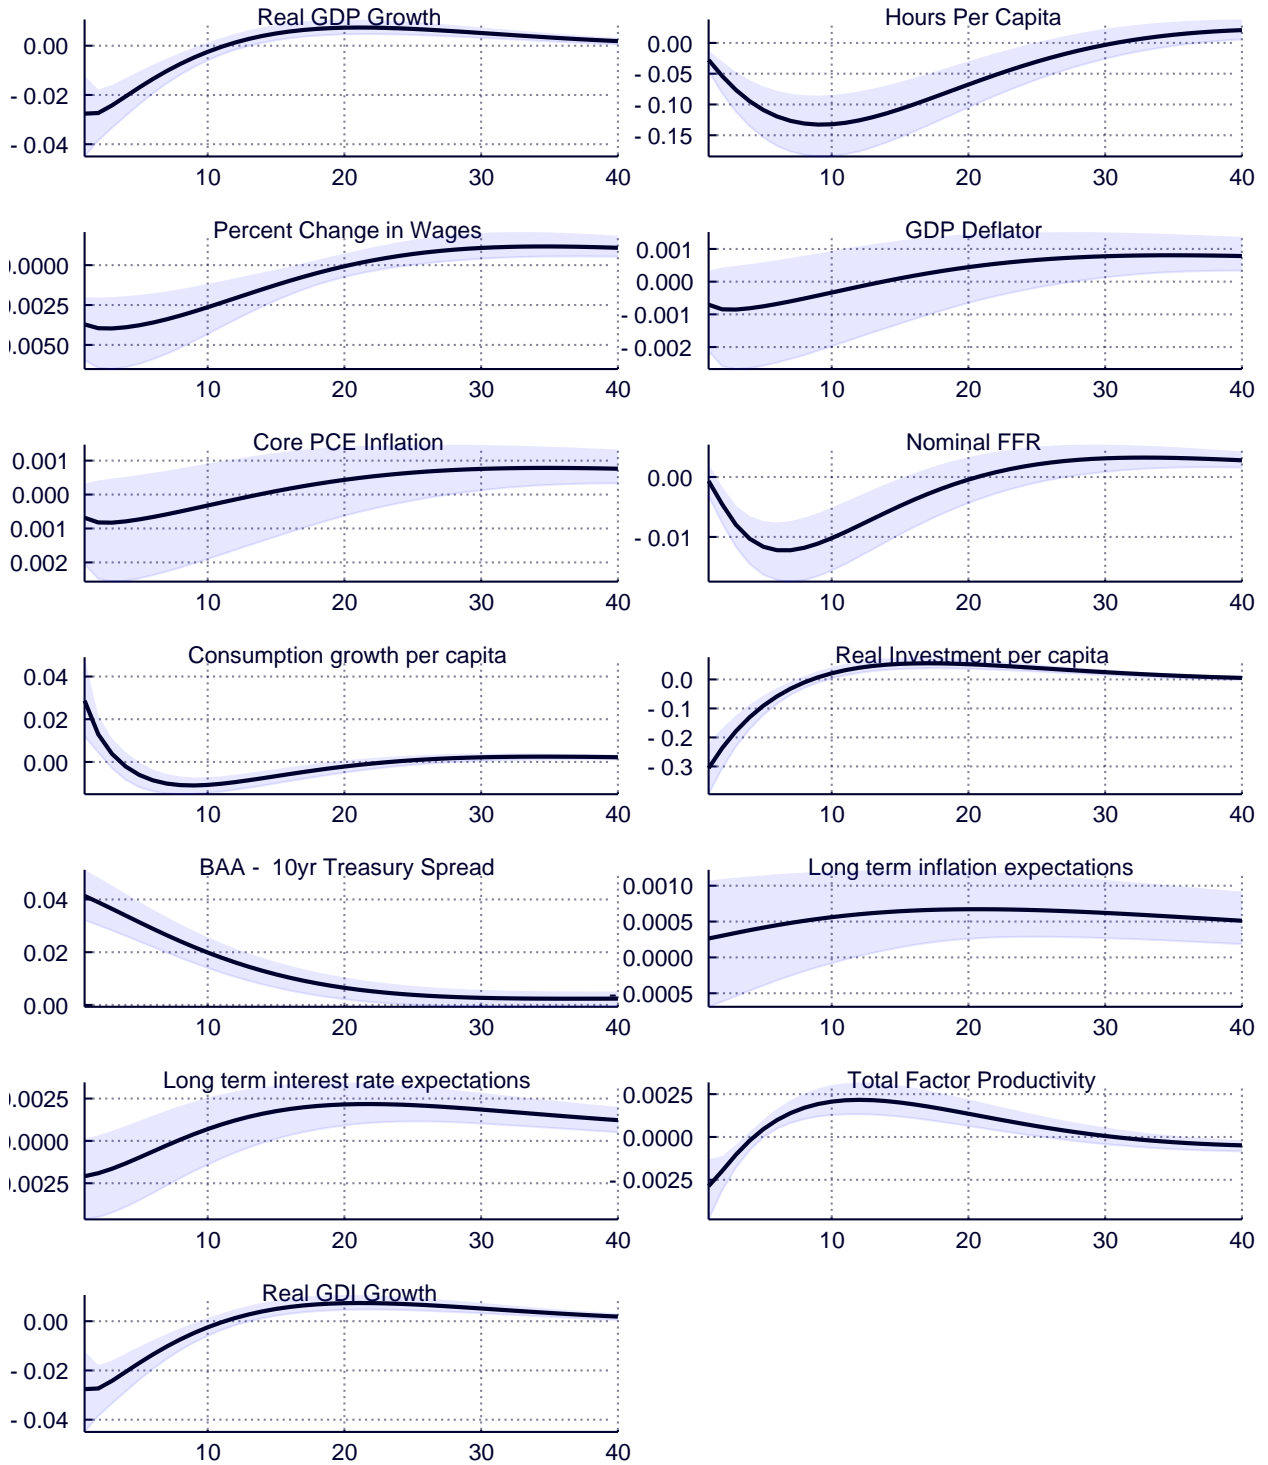 Real GDP Growth
0.00
- 0.02
- 0.04
10 20 30 40
Hours Per Capita
0.00
- 0.05
- 0.10
- 0.15
10 20 30 40
Percent Change in Wages
0.0000
0.0025
0.0050
10 20 30 40
GDP Deflator
0.001
0.000
- 0.001
- 0.002
10 20 30 40
Core PCE Inflation
0.001
0.000
0.001
0.002
10 20 30 40
Nominal FFR
0.00
- 0.01
10 20 30 40
Consumption growth per capita
0.04
0.02
0.00
10 20 30 40
Real Investment per capita
0.0
- 0.1
- 0.2
- 0.3
10 20 30 40
BAA - 10yr Treasury Spread
0.04
0.02
0.00
10 20 30 40
Long term inflation expectations
0.0010
0.0005
0.0000
- 0.0005
10 20 30 40
Long term interest rate expectations
0.0025
0.0000
0.0025
10 20 30 40
Total Factor Productivity
0.0025
0.0000
- 0.0025
10 20 30 40
Real GDI Growth
0.00
- 0.02
- 0.04
10 20 30 40